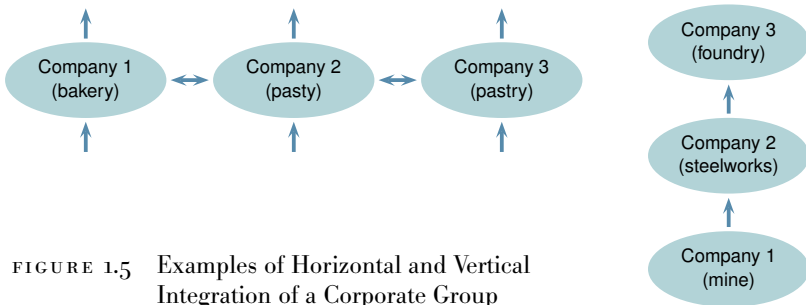 Company 1
(bakery)
Company 2
(pasty)
Company 3
(pastry)
Company 3
(foundry)
Company 2
(steelworks)
Company 1
(mine)
FIGURE 1.5 Examples of Horizontal and Vertical
Integration of a Corporate Group